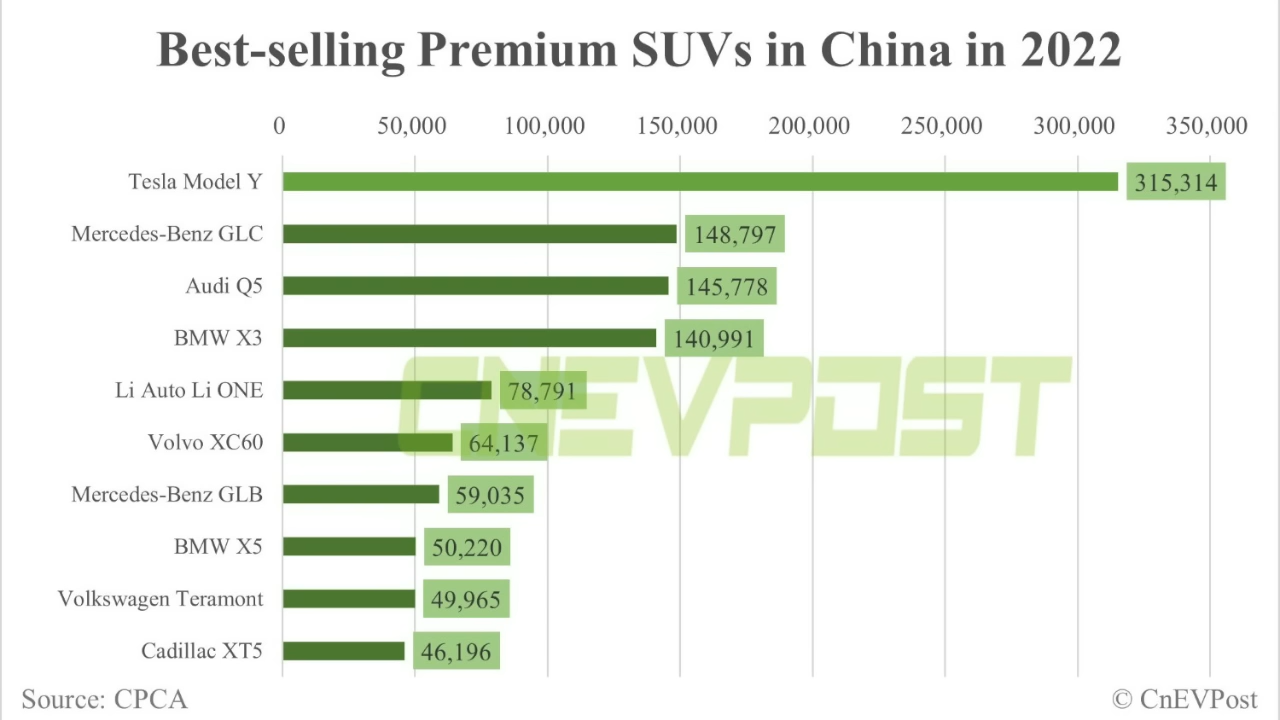 Best-selling Premium SUVs in China in 2022
0 50,000 100,000 150,000 200,000 250,000 300,000 350,000
Tesla Model Y 315,314
Mercedes-Benz GLC 148,797
Audi Q5 145,778
BMW X3 140,991
CNEVPOST
Li Auto Li ONE 78,791
Volvo XC60 64,137
Mercedes-Benz GLB 59,035
BMW X5 50,220
Volkswagen Teramont 49,965
Cadillac XT5 46,196
Source: CPCA © CnEVPost